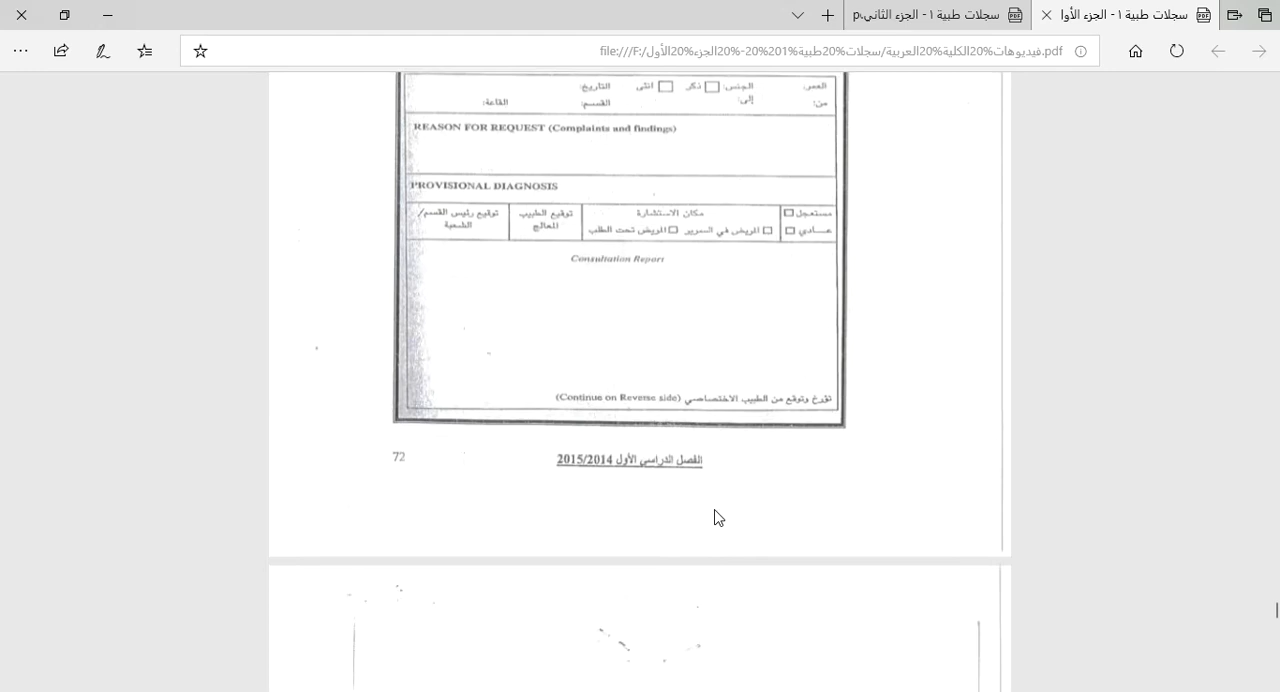 سجلات طبية ١ - الجزء الأوا
سجلات طبية ١ - الجزء الثاني.p
file:///F:/فيديوهات%20الكلية%20العربية/سجلات%20طبية%201%20-%20الجزء%20الأول.pdf
العمر: الجنس: ذكر انثى التاريخ:
من: إلى: القسم: القاعة:
REASON FOR REQUEST (Complaints and findings)
PROVISIONAL DIAGNOSIS
مستعجل مكان الاستشارة توقيع الطبيب توقيع رئيس القسم/
عادي المريض في السرير المريض تحت الطلب المعالج الشعبة
Consultation Report
تؤرخ وتوقع من الطبيب الاختصاصي (Continue on Reverse side)
72 الفصل الدراسي الأول 2015/2014